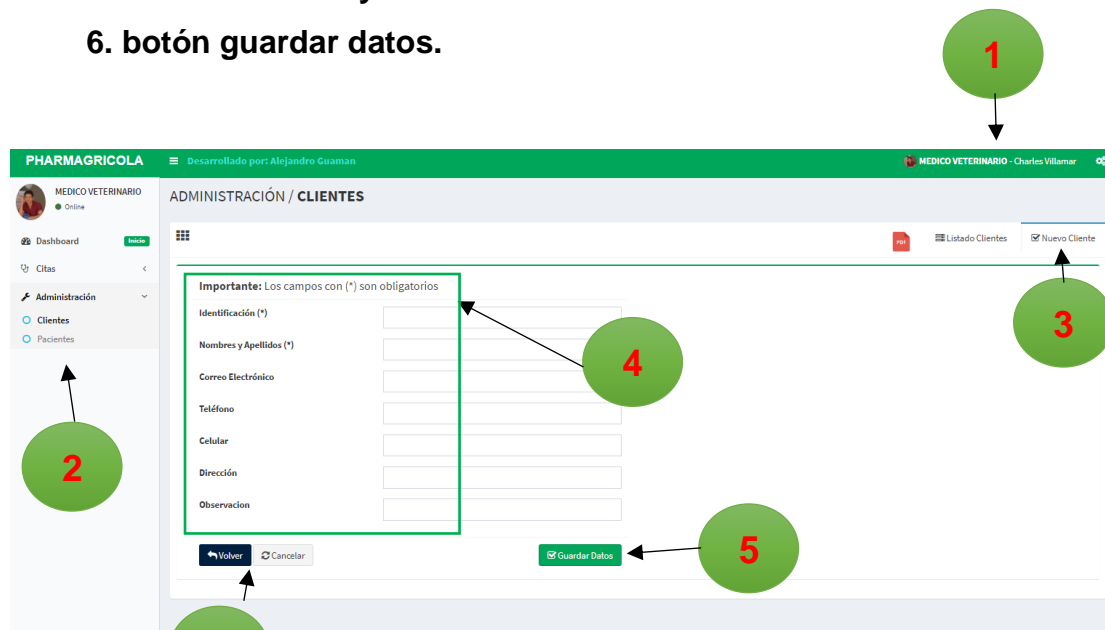 6. botón guardar datos.
1
PHARMAGRICOLA
Desarrollado por: Alejandro Guaman
MEDICO VETERINARIO - Charles Villamar
MEDICO VETERINARIO
Online
ADMINISTRACIÓN / CLIENTES
Dashboard
Inicio
PDF
Listado Clientes
Nuevo Cliente
Citas
Administración
Clientes
Pacientes
Importante: Los campos con (*) son obligatorios
Identificación (*)
Nombres y Apellidos (*)
Correo Electrónico
Teléfono
Celular
Dirección
Observacion
3
4
2
5
Volver
Cancelar
Guardar Datos